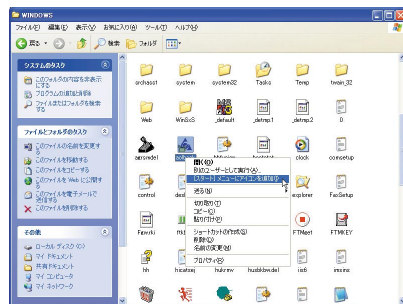 WINDOWS
ファイル(F) 編集(E) 表示(V) お気に入り(A) ツール(T) ヘルプ(H)
戻る 検索 フォルダ
システムのタスク
このフォルダの内容を非表示にする
プログラムの追加と削除
ファイルまたはフォルダを検索する
ファイルとフォルダのタスク
このファイルの名前を変更する
このファイルを移動する
このファイルをコピーする
このファイルを Web に公開する
このファイルを電子メールで送信する
このファイルを削除する
その他
ローカル ディスク (C:)
マイ ドキュメント
共有ドキュメント
マイ コンピュータ
マイ ネットワーク
srchasst system system32 Tasks Temp twain_32
Web WinSxS _default _detmp.1 _detmp.2 0
clock comsetup
開く(O)
別のユーザーとして実行(A)...
[スタート] メニューにアイコンを追加(I)
送る(N)
切り取り(T)
コピー(C)
貼り付け(P)
ショートカットの作成(S)
削除(D)
名前の変更(M)
プロパティ(R)
control explorer FaxSetup
FTMset FTMKEY
hh hicatsej ie6 imsins